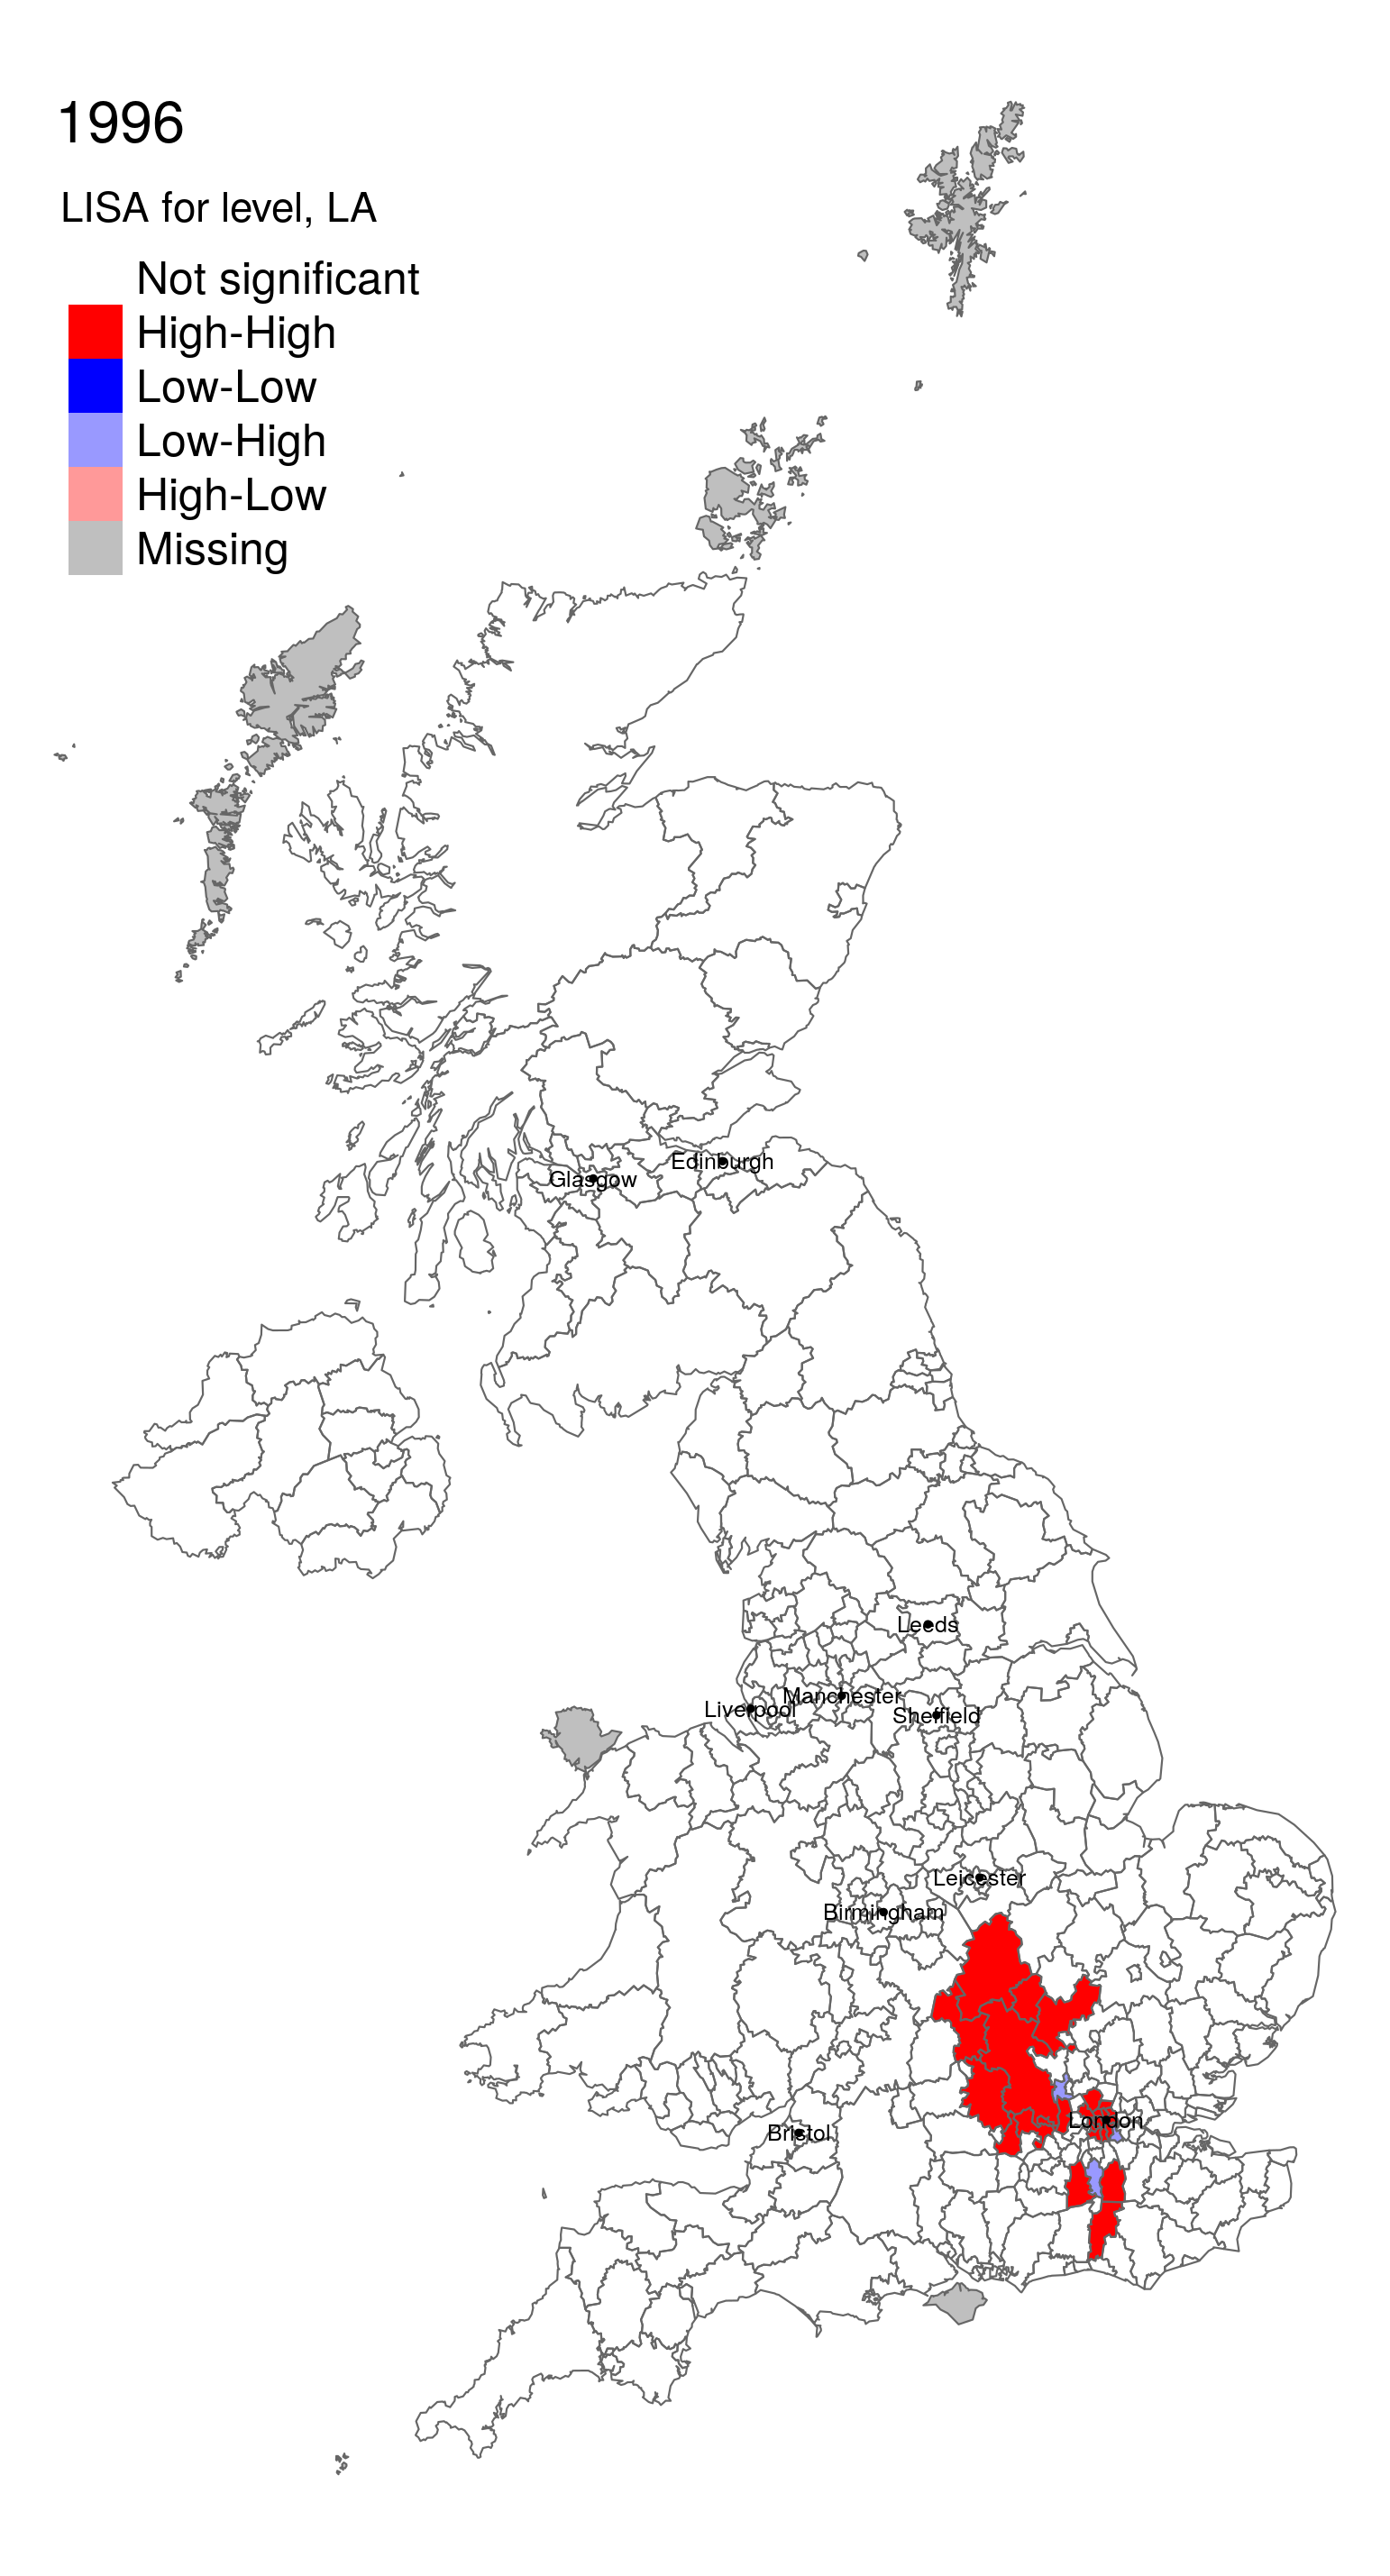 1996
LISA for level, LA
Not significant
High-High
Low-Low
Low-High
High-Low
Missing
Edinburgh
Glasgow
Leeds
Manchester
Liverpool
Sheffield
Leicester
Birmingham
London
Bristol